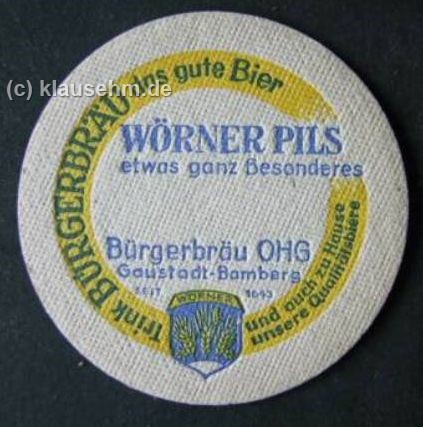 (c) klausehm.de
Trink BÜRGERBRÄU das gute Bier
WÖRNER PILS
etwas ganz Besonderes
Bürgerbräu OHG
Gaustadt-Bamberg
SEIT 1643
WÖRNER
und auch zu Hause
unsere Qualitätsbiere